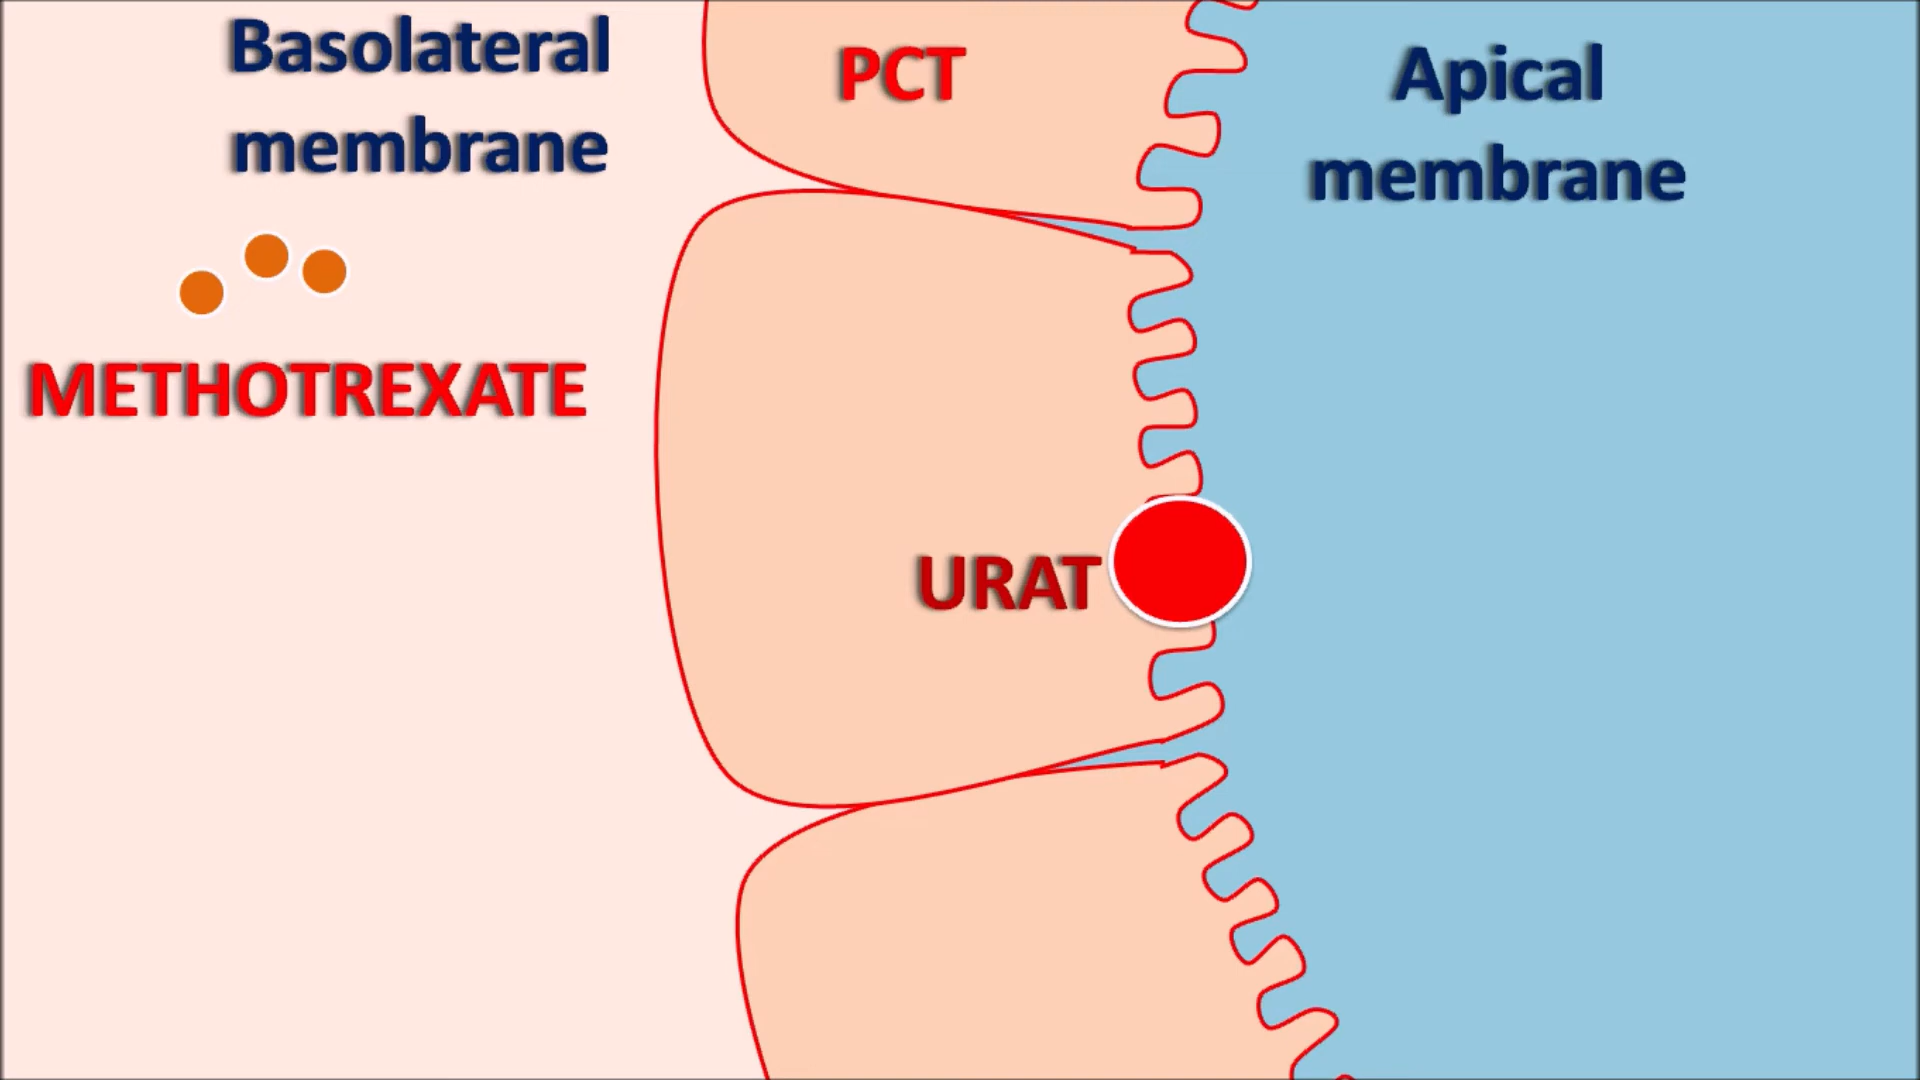 Basolateral
membrane
PCT
Apical
membrane
METHOTREXATE
URAT